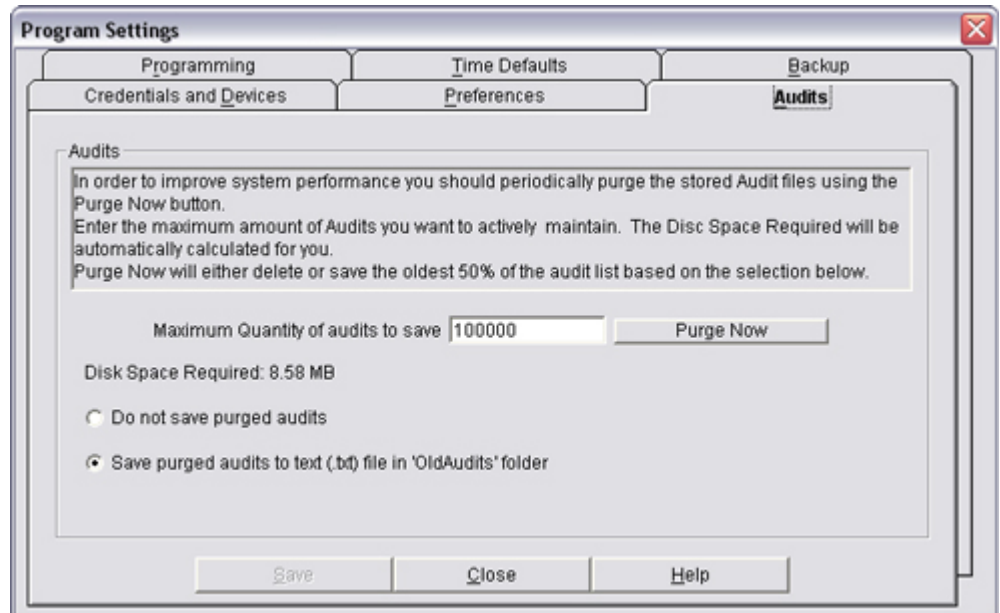 Program Settings
Programming
Time Defaults
Backup
Credentials and Devices
Preferences
Audits
Audits
In order to improve system performance you should periodically purge the stored Audit files using the
Purge Now button.
Enter the maximum amount of Audits you want to actively maintain. The Disc Space Required will be
automatically calculated for you.
Purge Now will either delete or save the oldest 50% of the audit list based on the selection below.
Maximum Quantity of audits to save 100000 Purge Now
Disk Space Required: 8.58 MB
Do not save purged audits
Save purged audits to text (.txt) file in 'OldAudits' folder
Save
Close
Help